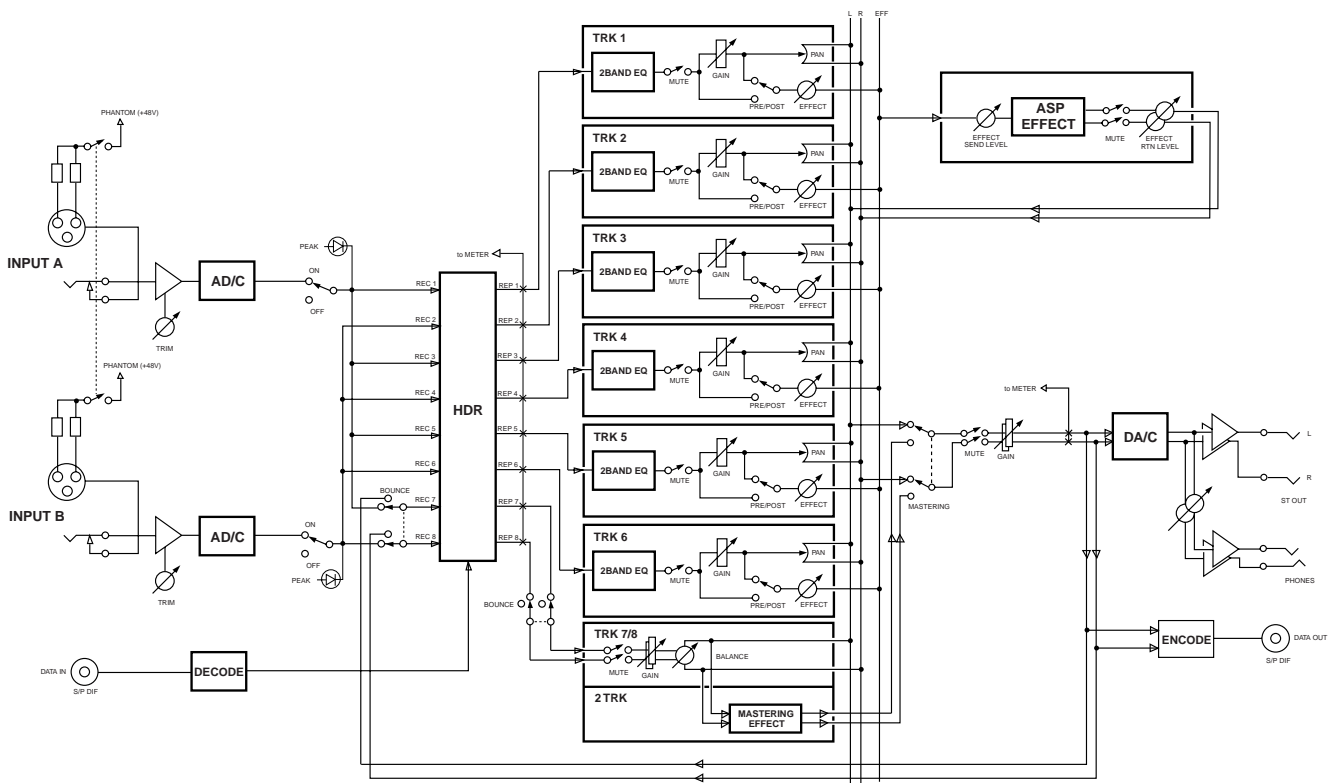 L R EFF
TRK 1
2BAND EQ
MUTE
GAIN
PAN
PRE/POST
EFFECT
TRK 2
2BAND EQ
MUTE
GAIN
PAN
PRE/POST
EFFECT
TRK 3
2BAND EQ
MUTE
GAIN
PAN
PRE/POST
EFFECT
TRK 4
2BAND EQ
MUTE
GAIN
PAN
PRE/POST
EFFECT
TRK 5
2BAND EQ
MUTE
GAIN
PAN
PRE/POST
EFFECT
TRK 6
2BAND EQ
MUTE
GAIN
PAN
PRE/POST
EFFECT
TRK 7/8
MUTE
GAIN
BALANCE
2 TRK
MASTERING
EFFECT
EFFECT
SEND LEVEL
ASP
EFFECT
MUTE
EFFECT
RTN LEVEL
PHANTOM (+48V)
INPUT A
TRIM
AD/C
ON
OFF
PEAK
PHANTOM (+48V)
INPUT B
TRIM
AD/C
ON
OFF
PEAK
DATA IN
S/P DIF
DECODE
BOUNCE
to METER
REC 1
REC 2
REC 3
REC 4
REC 5
REC 6
REC 7
REC 8
HDR
REP 1
REP 2
REP 3
REP 4
REP 5
REP 6
REP 7
REP 8
BOUNCE
MASTERING
MUTE
GAIN
to METER
DA/C
L
R
ST OUT
PHONES
ENCODE
DATA OUT
S/P DIF